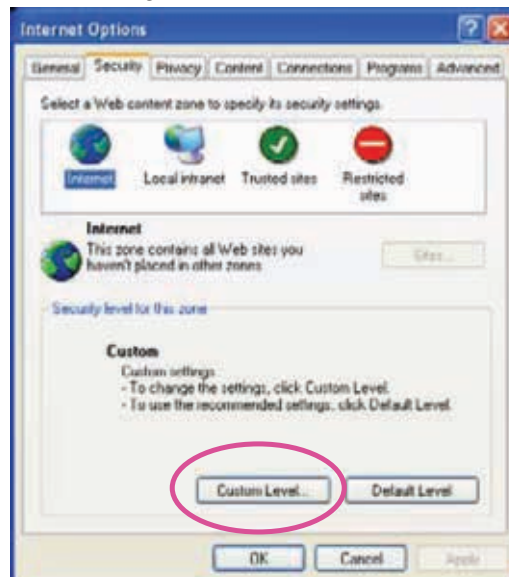 Internet Options
General Security Privacy Content Connections Programs Advanced
Select a Web content zone to specify its security settings.
Internet Local intranet Trusted sites Restricted
sites
Internet
This zone contains all Web sites you
haven't placed in other zones
Sites...
Security level for this zone
Custom
Custom settings
- To change the settings, click Custom Level.
- To use the recommended settings, click Default Level.
Custom Level... Default Level
OK Cancel Apply